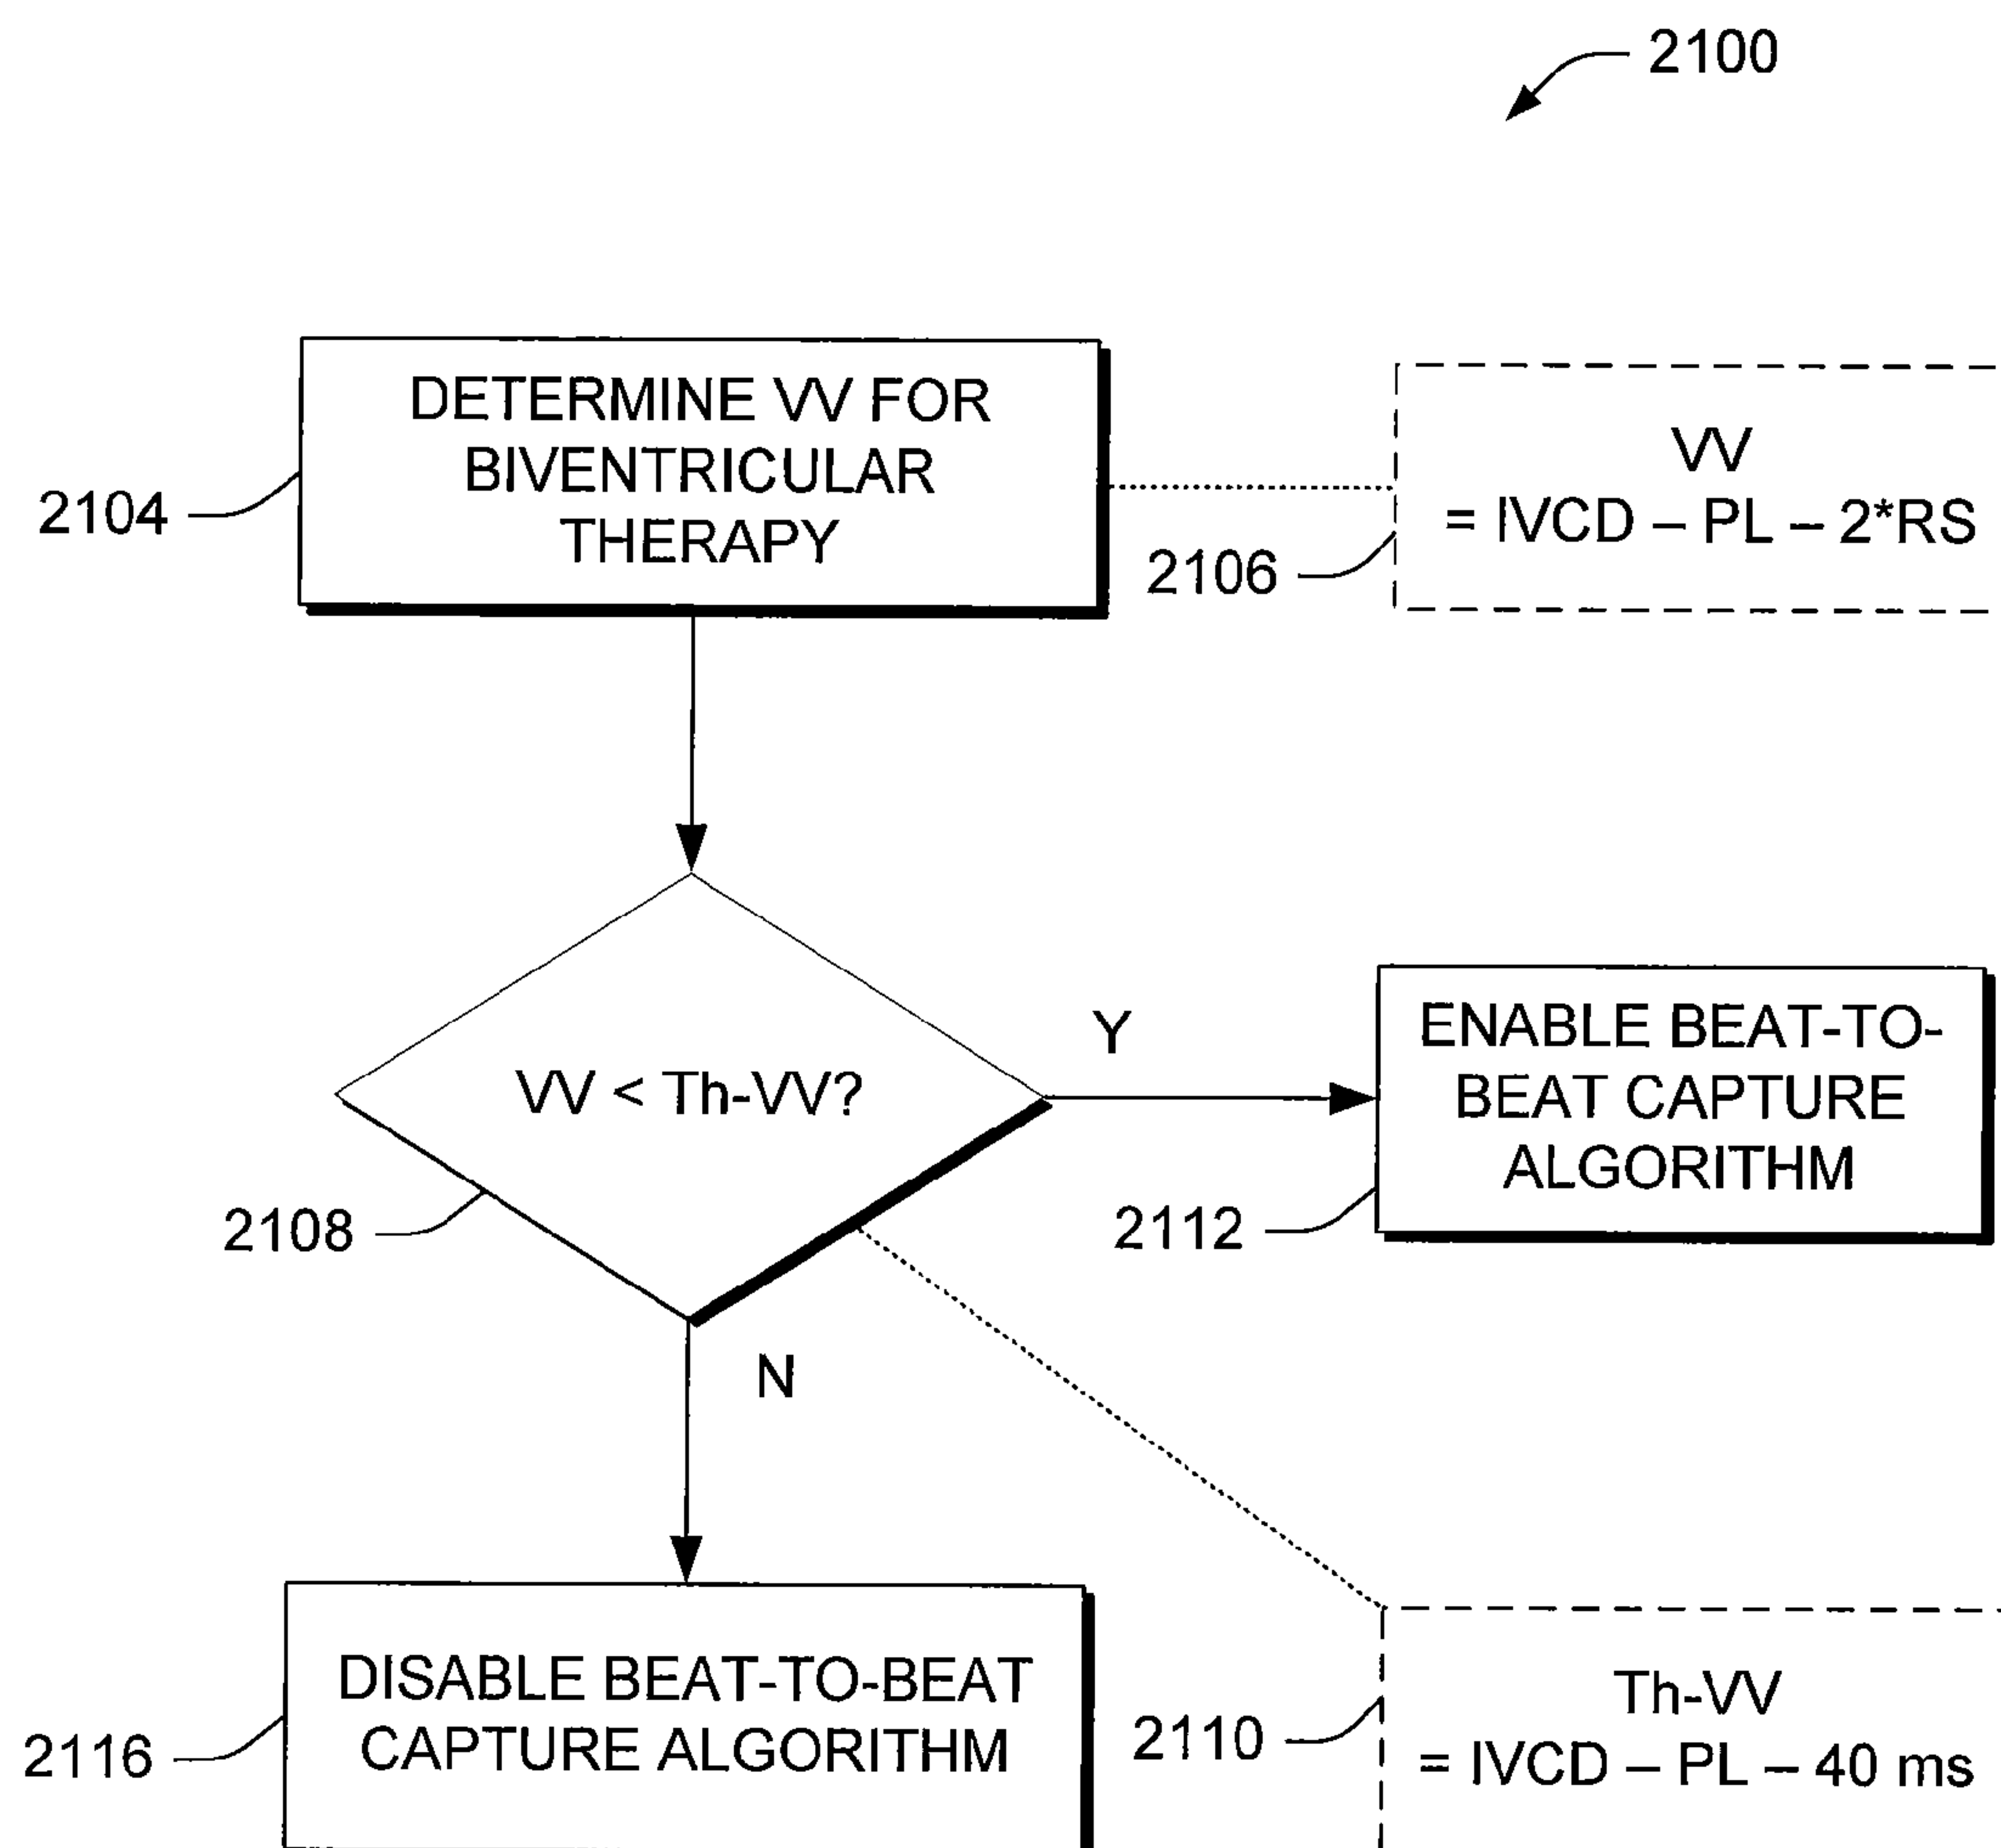 2100
DETERMINE VV FOR
BIVENTRICULAR
THERAPY
2104
VV
= IVCD – PL – 2*RS
2106
VV < Th-VV?
Y
2108
ENABLE BEAT-TO-
BEAT CAPTURE
ALGORITHM
2112
N
DISABLE BEAT-TO-BEAT
CAPTURE ALGORITHM
2116
Th-VV
= IVCD – PL – 40 ms
2110